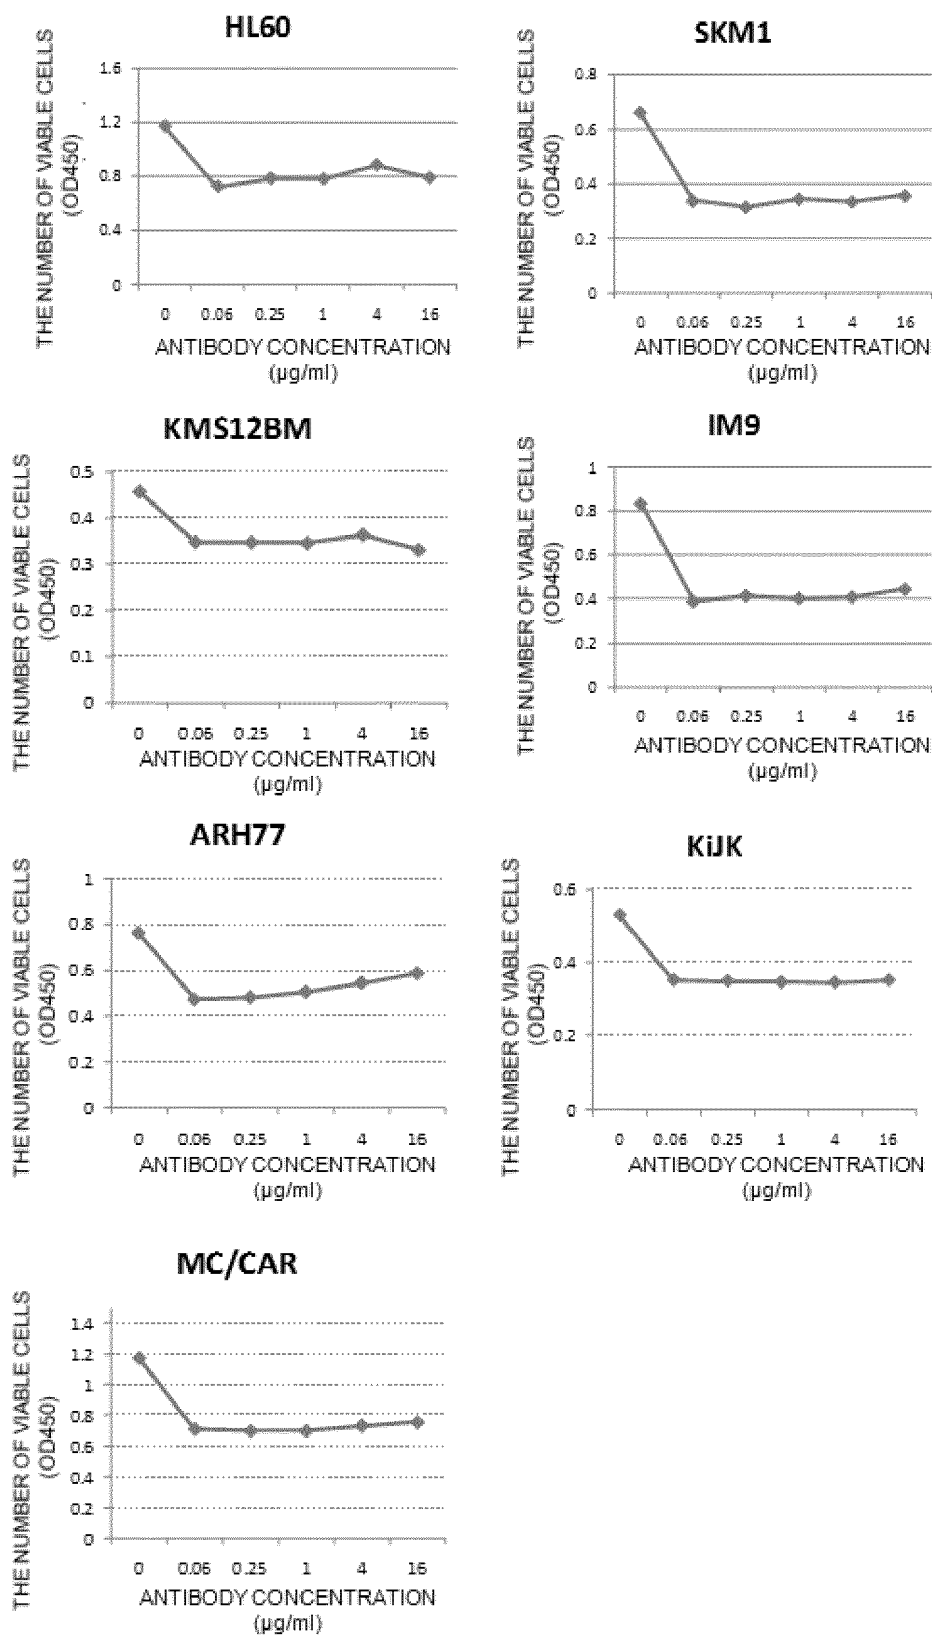 HL60
THE NUMBER OF VIABLE CELLS
(OD450)
1.6
1.2
0.8
0.4
0
0 0.06 0.25 1 4 16
ANTIBODY CONCENTRATION
(µg/ml)
SKM1
THE NUMBER OF VIABLE CELLS
(OD450)
0.8
0.6
0.4
0.2
0
0 0.06 0.25 1 4 16
ANTIBODY CONCENTRATION
(µg/ml)
KMS12BM
THE NUMBER OF VIABLE CELLS
(OD450)
0.5
0.4
0.3
0.2
0.1
0
0 0.06 0.25 1 4 16
ANTIBODY CONCENTRATION
(µg/ml)
IM9
THE NUMBER OF VIABLE CELLS
(OD450)
1
0.8
0.6
0.4
0.2
0
0 0.06 0.25 1 4 16
ANTIBODY CONCENTRATION
(µg/ml)
ARH77
THE NUMBER OF VIABLE CELLS
(OD450)
1
0.8
0.6
0.4
0.2
0
0 0.06 0.25 1 4 16
ANTIBODY CONCENTRATION
(µg/ml)
KiJK
THE NUMBER OF VIABLE CELLS
(OD450)
0.6
0.4
0.2
0
0 0.06 0.25 1 4 16
ANTIBODY CONCENTRATION
(µg/ml)
MC/CAR
THE NUMBER OF VIABLE CELLS
(OD450)
1.4
1.2
1
0.8
0.6
0.4
0.2
0
0 0.06 0.25 1 4 16
ANTIBODY CONCENTRATION
(µg/ml)